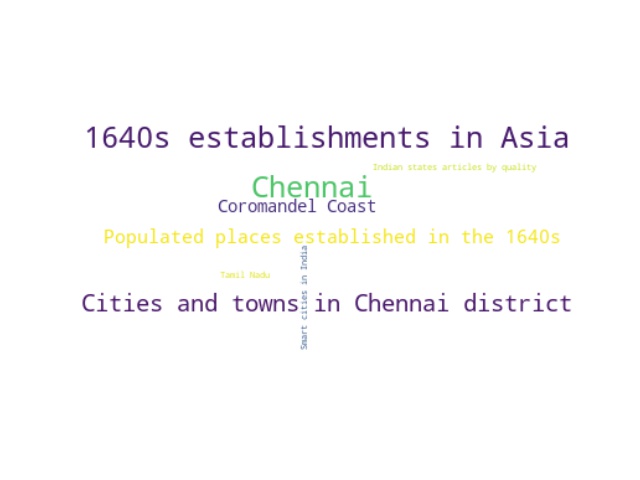 1640s establishments in Asia
Indian states articles by quality
Chennai
Coromandel Coast
Populated places established in the 1640s
Tamil Nadu
Smart cities in India
Cities and towns in Chennai district